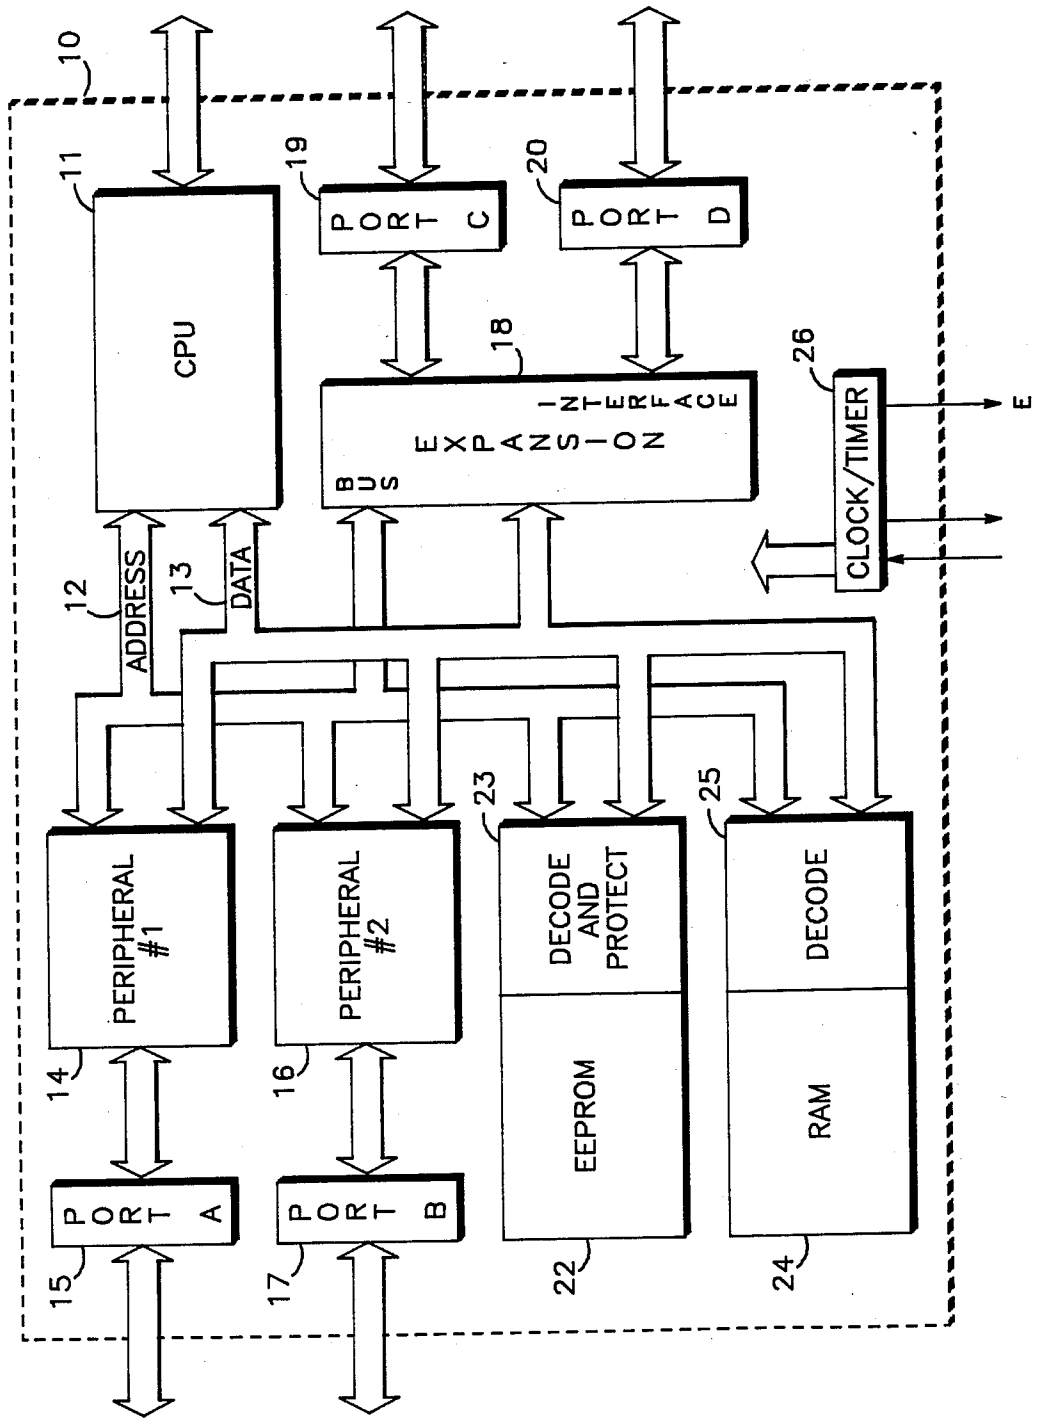 10
11
CPU
12
ADDRESS
13
DATA
19
PORT C
20
PORT D
18
BUS
EXPANSION
INTERFACE
26
CLOCK/TIMER
E
14
PERIPHERAL
#1
15
PORT A
16
PERIPHERAL
#2
17
PORT B
23
DECODE
AND
PROTECT
22
EEPROM
25
DECODE
24
RAM